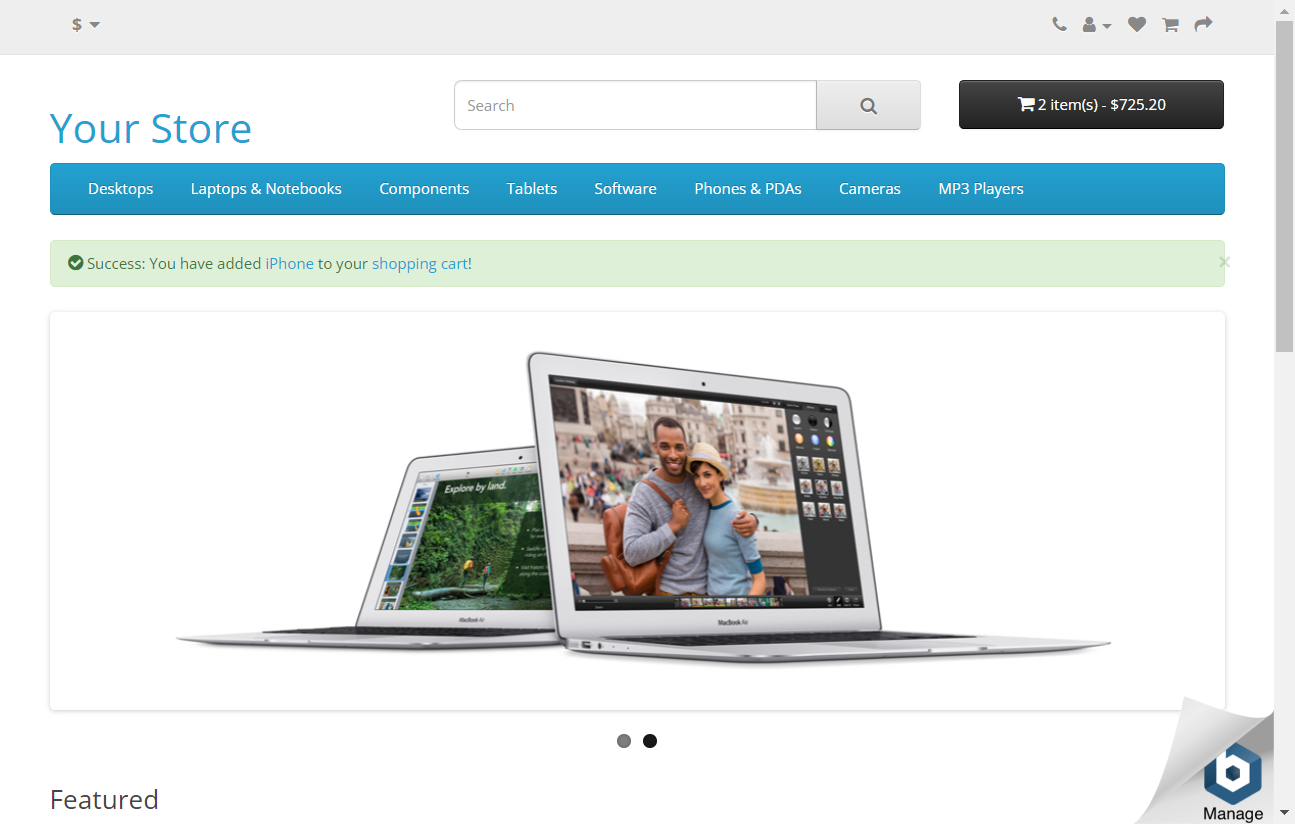 $
Search
2 item(s) - $725.20
Your Store
Desktops
Laptops & Notebooks
Components
Tablets
Software
Phones & PDAs
Cameras
MP3 Players
Success: You have added iPhone to your shopping cart!
×
Explore by land.
MacBook Air
MacBook Air
Featured
Manage